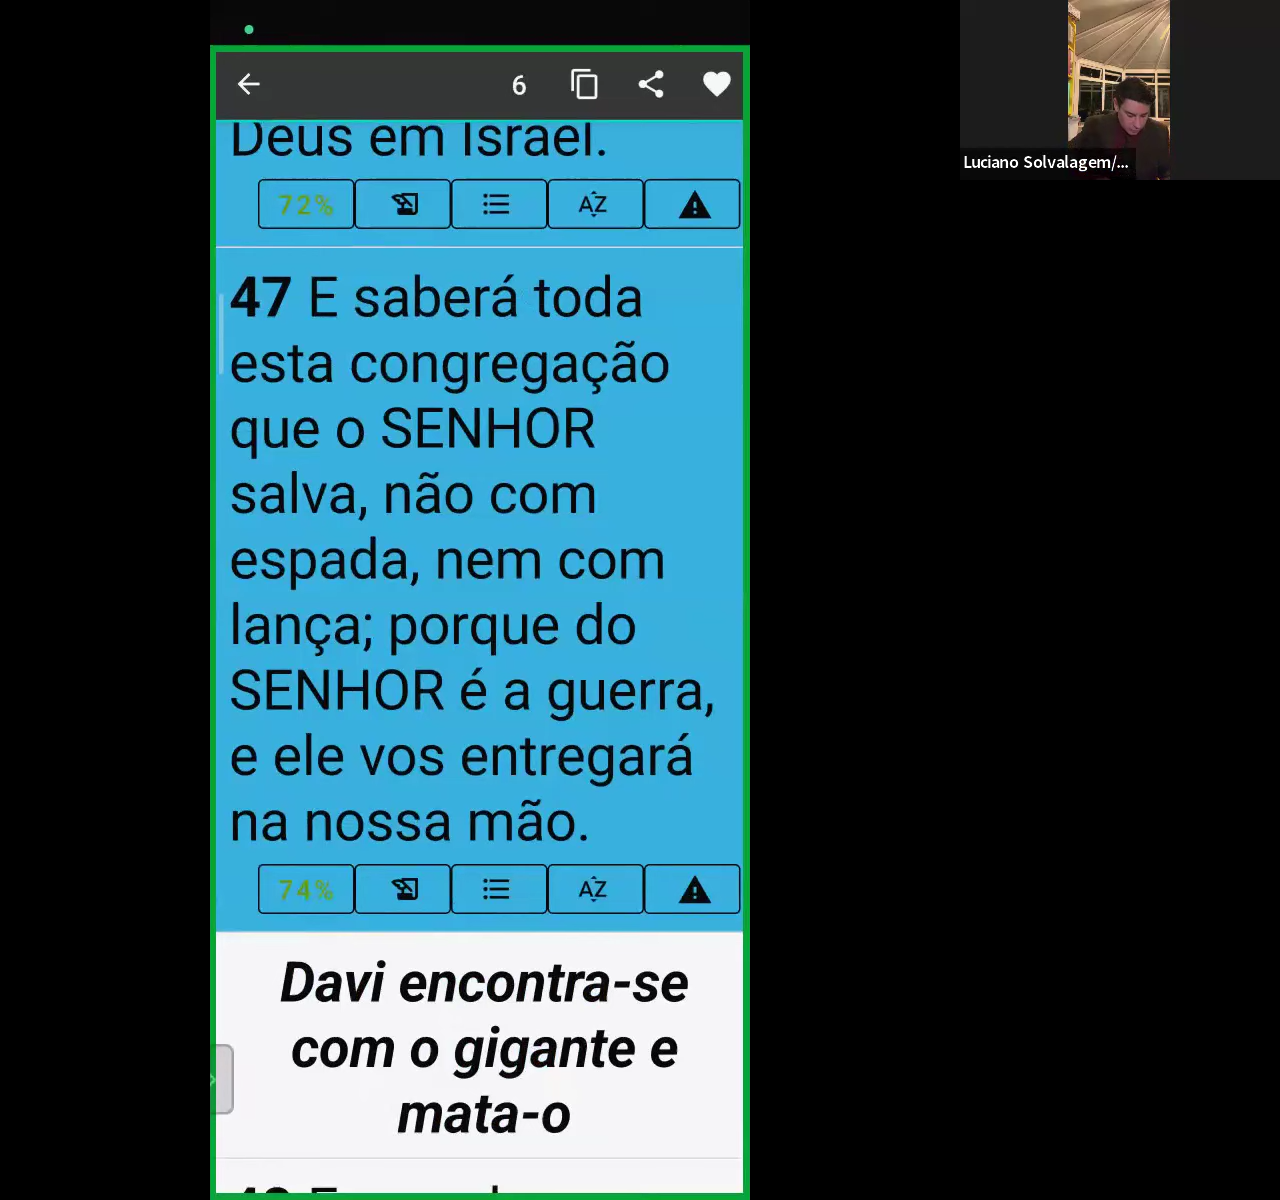 6
Deus em Israel.
72%
AZ
47 E saberá toda
esta congregação
que o SENHOR
salva, não com
espada, nem com
lança; porque do
SENHOR é a guerra,
e ele vos entregará
na nossa mão.
74%
AZ
Davi encontra-se
com o gigante e
mata-o
Luciano Solvalagem/...